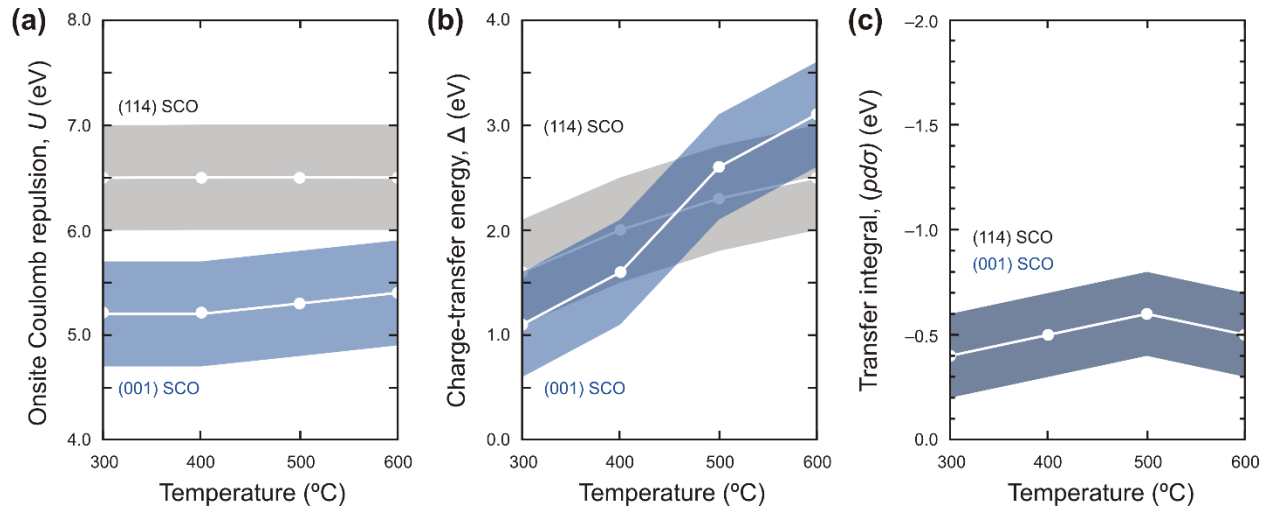 (a)
Onsite Coulomb repulsion, U (eV)
8.0
7.0
6.0
5.0
4.0
(114) SCO
(001) SCO
300
400
500
600
Temperature (ºC)
(b)
Charge-transfer energy, Δ (eV)
4.0
3.0
2.0
1.0
0.0
(114) SCO
(001) SCO
300
400
500
600
Temperature (ºC)
(c)
Transfer integral, (pdσ) (eV)
–2.0
–1.5
–1.0
–0.5
–0.0
(114) SCO
(001) SCO
300
400
500
600
Temperature (ºC)